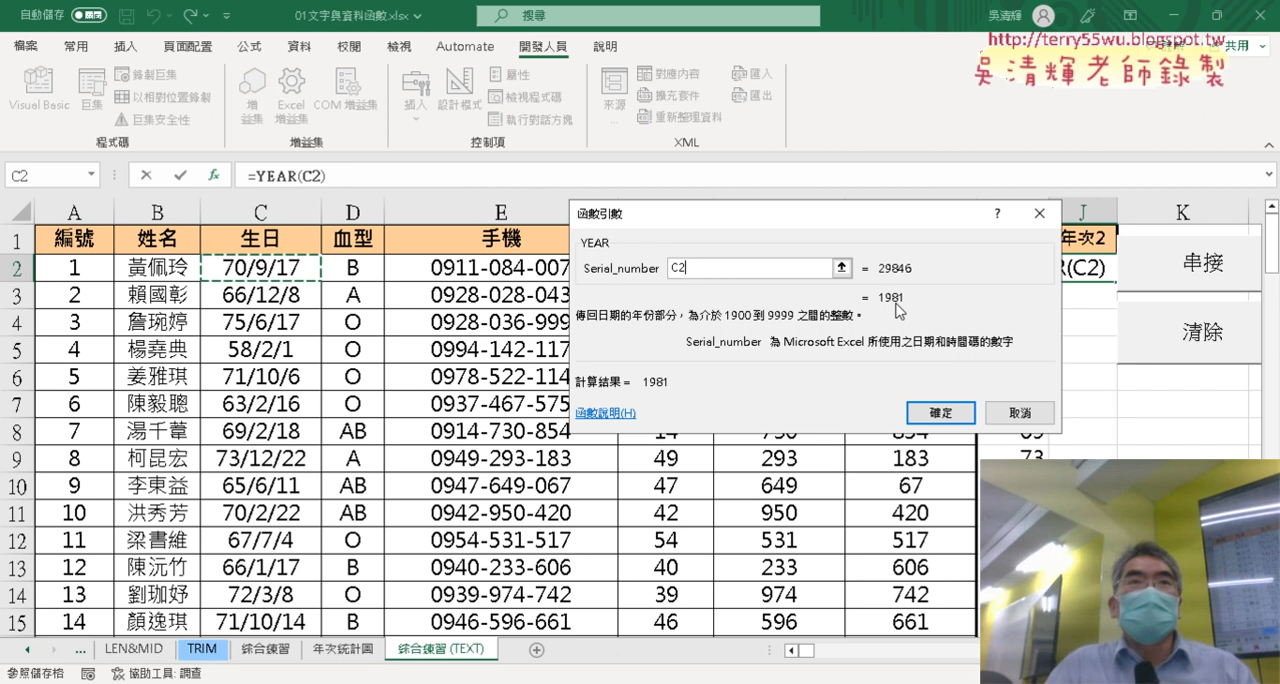 自動儲存 開啟 01文字與資料函數.xlsx 搜尋 吳清輝
http://terry55wu.blogspot.tw
吳清輝老師錄製
檔案 常用 插入 頁面配置 公式 資料 校閱 檢視 Automate 開發人員 說明 共用
Visual Basic 巨集 錄製巨集 以相對位置錄製 巨集安全性 程式碼
增益集 Excel 增益集 COM 增益集 增益集
插入 設計模式 屬性 檢視程式碼 執行對話方塊 控制項
來源 對應內容 擴充套件 重新整理資料 匯入 匯出 XML
C2 fx =YEAR(C2)
A B C D E J K
1 編號 姓名 生日 血型 手機 年次2
2 1 黃佩玲 70/9/17 B 0911-084-007 R(C2) 串接
3 2 賴國彰 66/12/8 A 0928-028-043
4 3 詹琬婷 75/6/17 O 0928-036-999 清除
5 4 楊堯典 58/2/1 O 0994-142-117
6 5 姜雅琪 71/10/6 O 0978-522-114
7 6 陳毅聰 63/2/16 O 0937-467-575
8 7 湯千葦 69/2/18 AB 0914-730-854 14 730 854 69
9 8 柯昆宏 73/12/22 A 0949-293-183 49 293 183 73
10 9 李東益 65/6/11 AB 0947-649-067 47 649 67
11 10 洪秀芳 70/2/22 AB 0942-950-420 42 950 420
12 11 梁書維 67/7/4 O 0954-531-517 54 531 517
13 12 陳沅竹 66/1/17 B 0940-233-606 40 233 606
14 13 劉珈妤 72/3/8 O 0939-974-742 39 974 742
15 14 顏逸琪 71/10/14 B 0946-596-661 46 596 661
函數引數 ?
YEAR
Serial_number C2 = 29846
= 1981
傳回日期的年份部分，為介於 1900 到 9999 之間的整數。
Serial_number 為 Microsoft Excel 所使用之日期和時間碼的數字
計算結果 = 1981
函數說明(H) 確定 取消
... LEN&MID TRIM 綜合練習 年次統計圖 綜合練習 (TEXT)
參照儲存格 協助工具: 調查